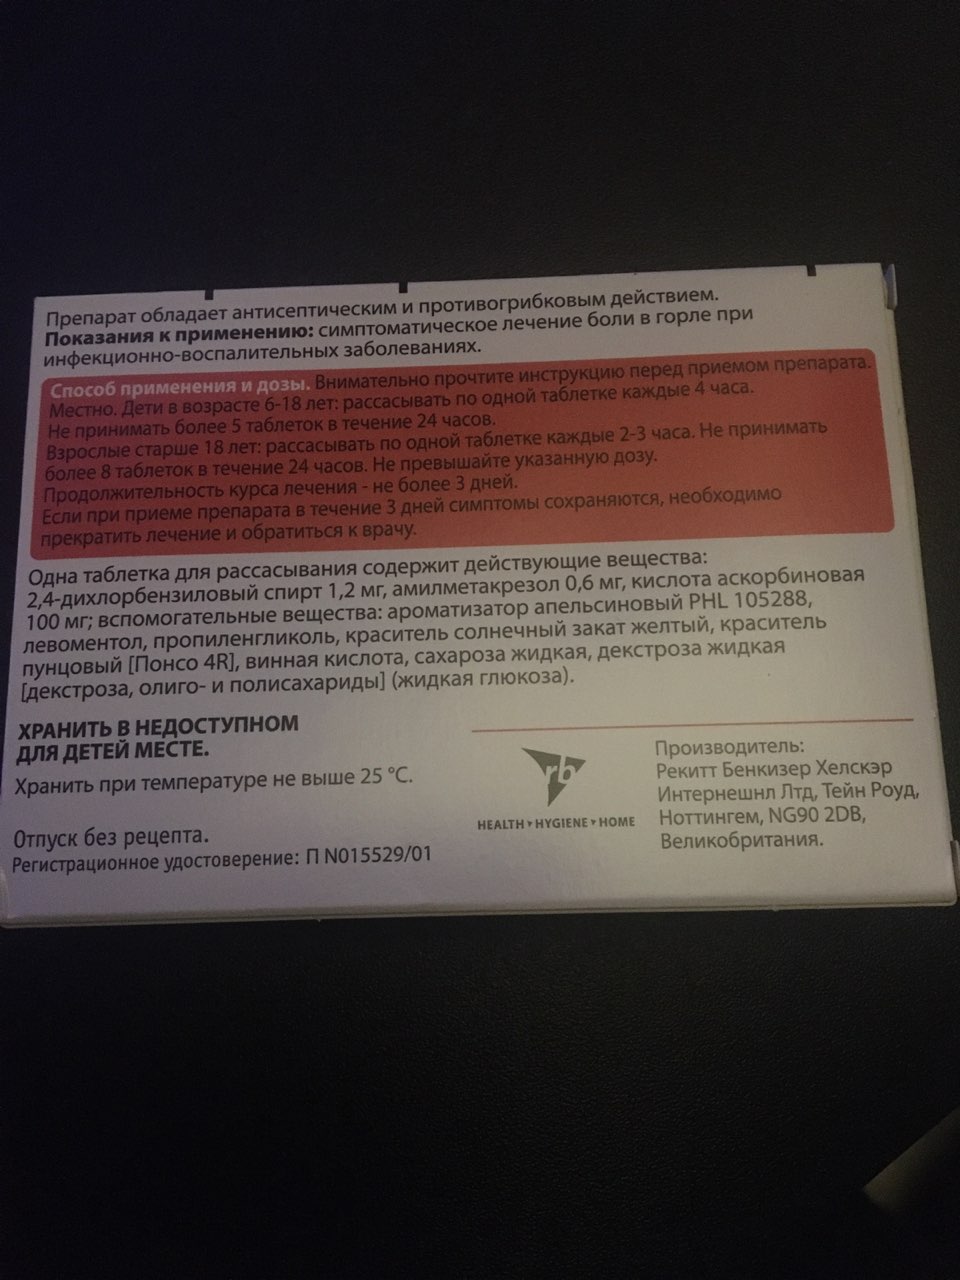 Препарат обладает антисептическим и противогрибковым действием.
Показания к применению: симптоматическое лечение боли в горле при
инфекционно-воспалительных заболеваниях.
Способ применения и дозы. Внимательно прочтите инструкцию перед приемом препарата.
Местно. Дети в возрасте 6-18 лет: рассасывать по одной таблетке каждые 4 часа.
Не принимать более 5 таблеток в течение 24 часов.
Взрослые старше 18 лет: рассасывать по одной таблетке каждые 2-3 часа. Не принимать
более 8 таблеток в течение 24 часов. Не превышайте указанную дозу.
Продолжительность курса лечения - не более 3 дней.
Если при приеме препарата в течение 3 дней симптомы сохраняются, необходимо
прекратить лечение и обратиться к врачу.
Одна таблетка для рассасывания содержит действующие вещества:
2,4-дихлорбензиловый спирт 1,2 мг, амилметакрезол 0,6 мг, кислота аскорбиновая
100 мг; вспомогательные вещества: ароматизатор апельсиновый PHL 105288,
левоментол, пропиленгликоль, краситель солнечный закат желтый, краситель
пунцовый [Понсо 4R], винная кислота, сахароза жидкая, декстроза жидкая
[декстроза, олиго- и полисахариды] (жидкая глюкоза).
ХРАНИТЬ В НЕДОСТУПНОМ
ДЛЯ ДЕТЕЙ МЕСТЕ.
Хранить при температуре не выше 25 °C.
Отпуск без рецепта.
Регистрационное удостоверение: П N015529/01
rb
HEALTH HYGIENE HOME
Производитель:
Рекитт Бенкизер Хелскэр
Интернешнл Лтд, Тейн Роуд,
Ноттингем, NG90 2DB,
Великобритания.